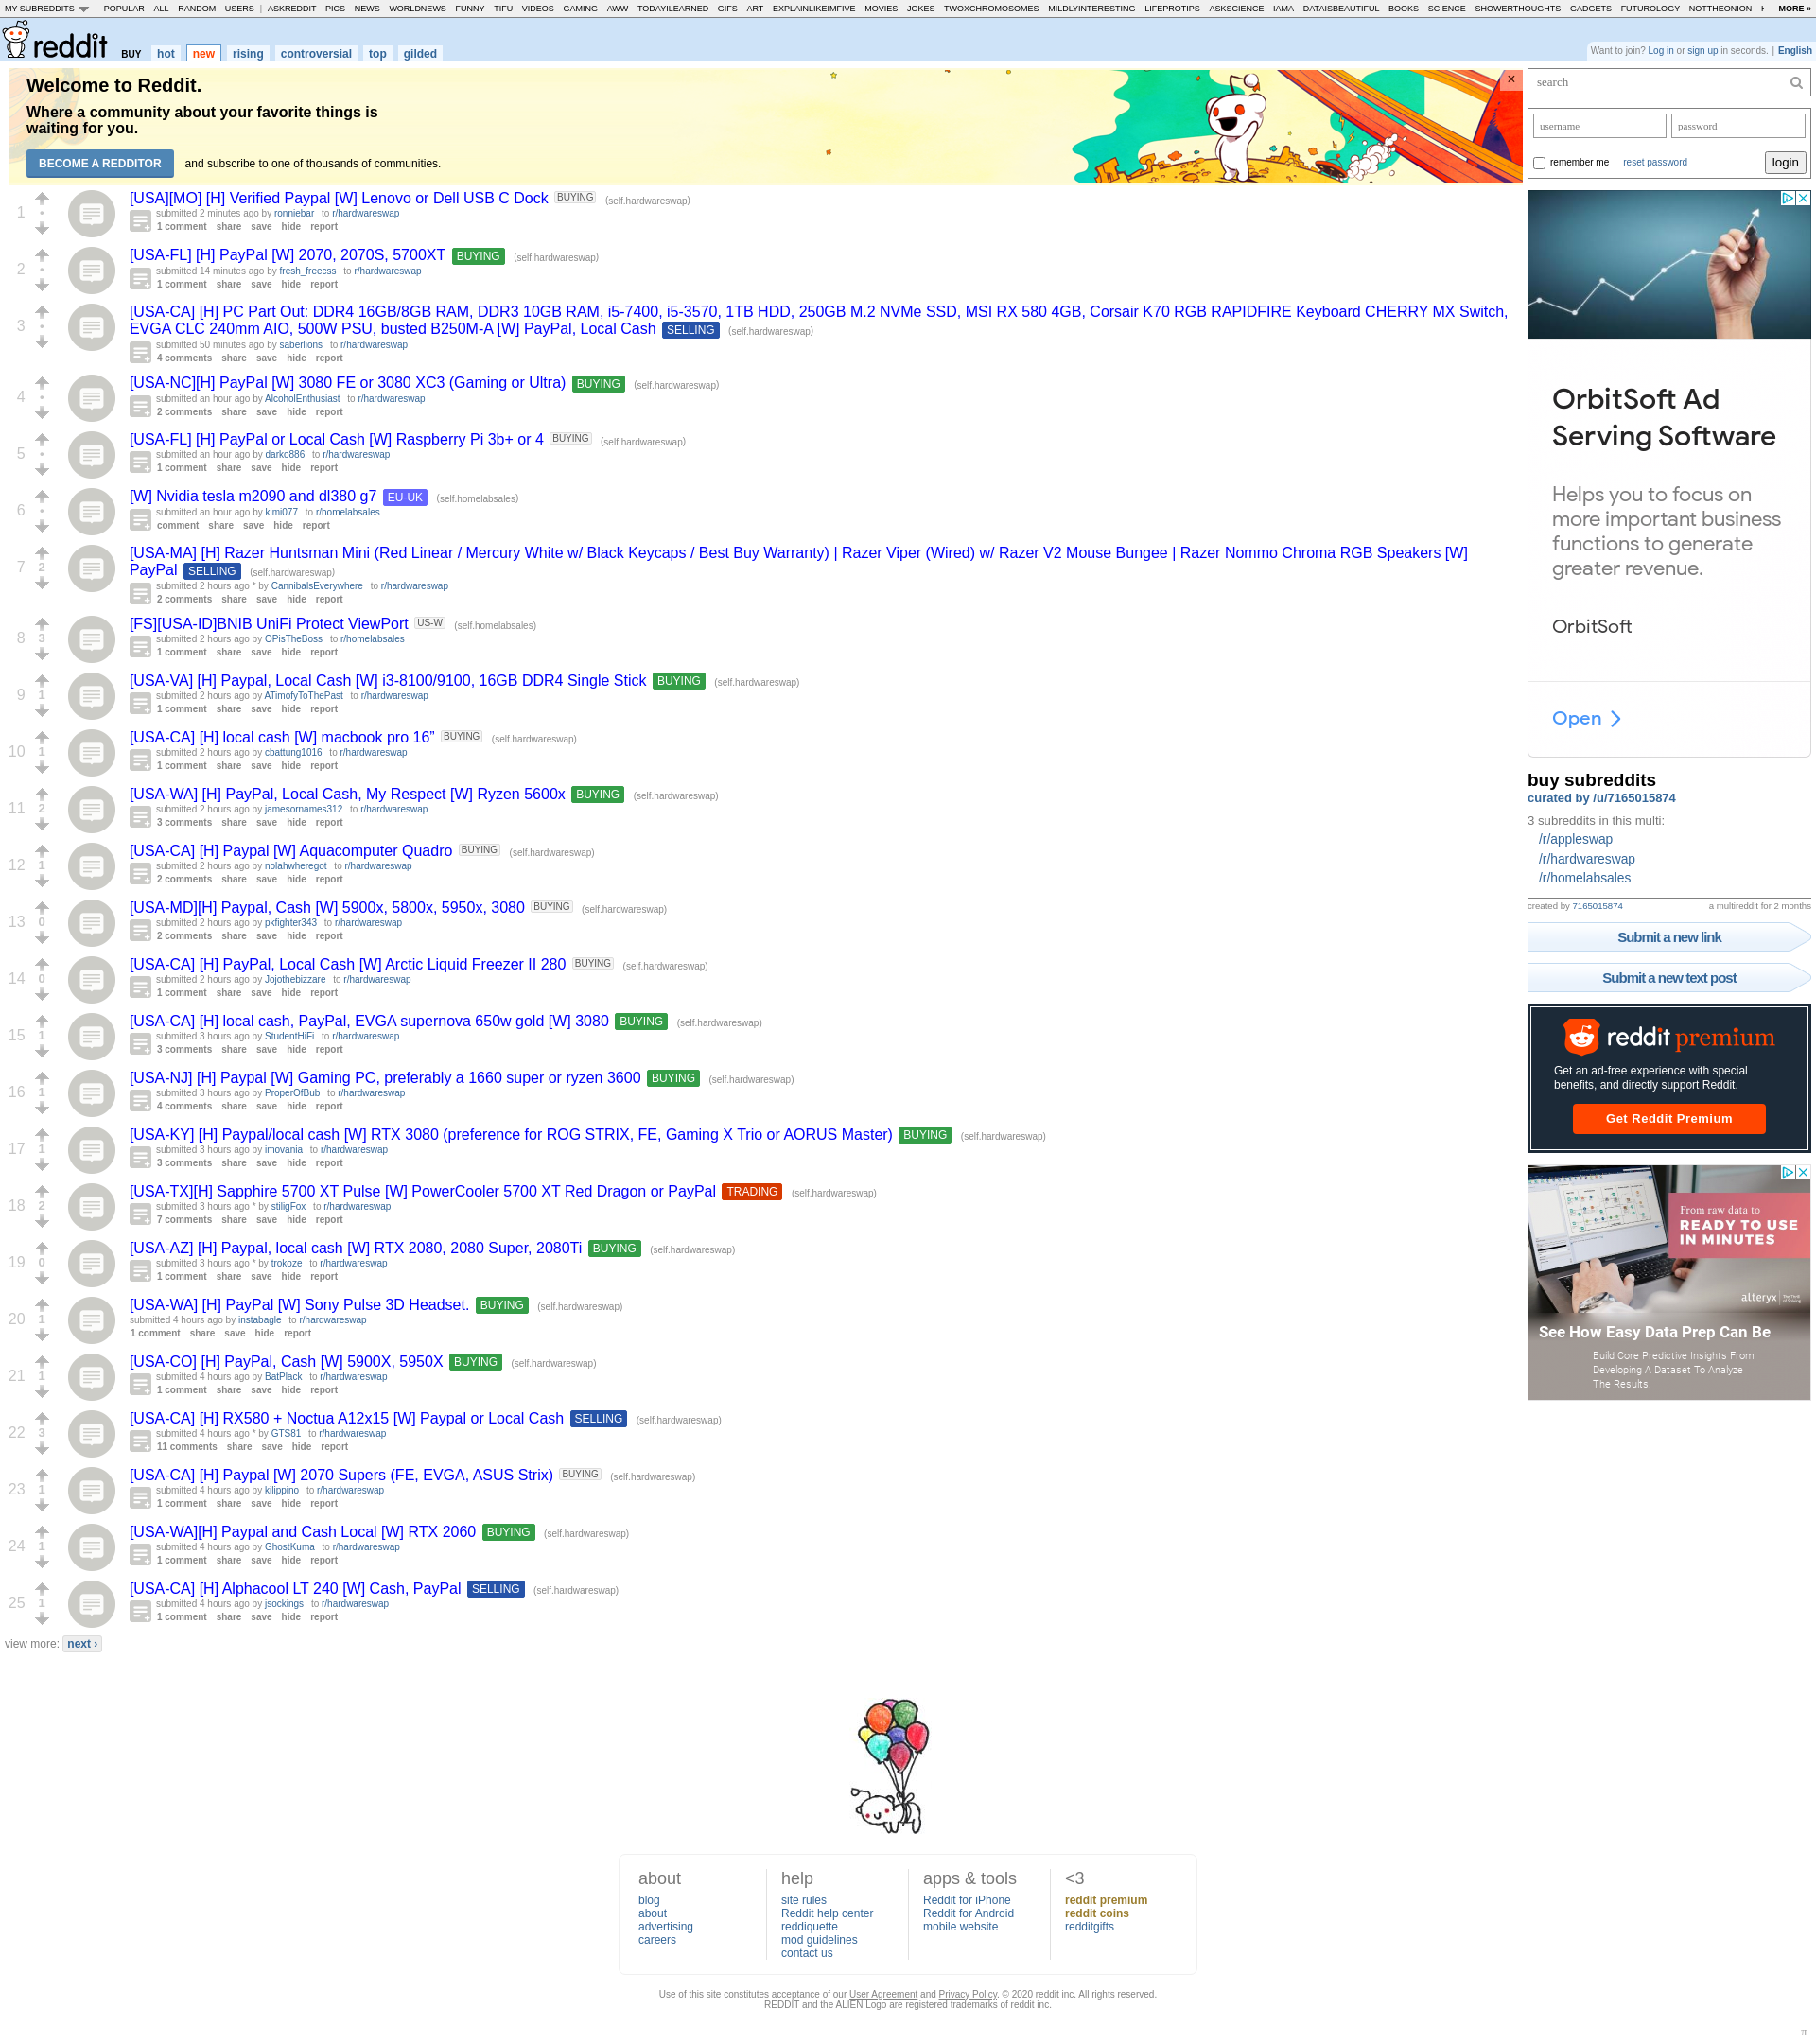 MY SUBREDDITS POPULAR - ALL - RANDOM - USERS | ASKREDDIT - PICS - NEWS - WORLDNEWS - FUNNY - TIFU - VIDEOS - GAMING - AWW - TODAYILEARNED - GIFS - ART - EXPLAINLIKEIMFIVE - MOVIES - JOKES - TWOXCHROMOSOMES - MILDLYINTERESTING - LIFEPROTIPS - ASKSCIENCE - IAMA - DATAISBEAUTIFUL - BOOKS - SCIENCE - SHOWERTHOUGHTS - GADGETS - FUTUROLOGY - NOTTHEONION - MORE »
reddit BUY hot new rising controversial top gilded
Want to join? Log in or sign up in seconds. | English
Welcome to Reddit.
Where a community about your favorite things is
waiting for you.
BECOME A REDDITOR and subscribe to one of thousands of communities.
1
[USA][MO] [H] Verified Paypal [W] Lenovo or Dell USB C Dock BUYING (self.hardwareswap)
submitted 2 minutes ago by ronniebar to r/hardwareswap
1 comment share save hide report
2
[USA-FL] [H] PayPal [W] 2070, 2070S, 5700XT BUYING (self.hardwareswap)
submitted 14 minutes ago by fresh_freecss to r/hardwareswap
1 comment share save hide report
3
[USA-CA] [H] PC Part Out: DDR4 16GB/8GB RAM, DDR3 10GB RAM, i5-7400, i5-3570, 1TB HDD, 250GB M.2 NVMe SSD, MSI RX 580 4GB, Corsair K70 RGB RAPIDFIRE Keyboard CHERRY MX Switch,
EVGA CLC 240mm AIO, 500W PSU, busted B250M-A [W] PayPal, Local Cash SELLING (self.hardwareswap)
submitted 50 minutes ago by saberlions to r/hardwareswap
4 comments share save hide report
4
[USA-NC][H] PayPal [W] 3080 FE or 3080 XC3 (Gaming or Ultra) BUYING (self.hardwareswap)
submitted an hour ago by AlcoholEnthusiast to r/hardwareswap
2 comments share save hide report
5
[USA-FL] [H] PayPal or Local Cash [W] Raspberry Pi 3b+ or 4 BUYING (self.hardwareswap)
submitted an hour ago by darko886 to r/hardwareswap
1 comment share save hide report
6
[W] Nvidia tesla m2090 and dl380 g7 EU-UK (self.homelabsales)
submitted an hour ago by kimi077 to r/homelabsales
comment share save hide report
7 2
[USA-MA] [H] Razer Huntsman Mini (Red Linear / Mercury White w/ Black Keycaps / Best Buy Warranty) | Razer Viper (Wired) w/ Razer V2 Mouse Bungee | Razer Nommo Chroma RGB Speakers [W]
PayPal SELLING (self.hardwareswap)
submitted 2 hours ago * by CannibalsEverywhere to r/hardwareswap
2 comments share save hide report
8 3
[FS][USA-ID]BNIB UniFi Protect ViewPort US-W (self.homelabsales)
submitted 2 hours ago by OPisTheBoss to r/homelabsales
1 comment share save hide report
9 1
[USA-VA] [H] Paypal, Local Cash [W] i3-8100/9100, 16GB DDR4 Single Stick BUYING (self.hardwareswap)
submitted 2 hours ago by ATimofyToThePast to r/hardwareswap
1 comment share save hide report
10 1
[USA-CA] [H] local cash [W] macbook pro 16” BUYING (self.hardwareswap)
submitted 2 hours ago by cbattung1016 to r/hardwareswap
1 comment share save hide report
11 2
[USA-WA] [H] PayPal, Local Cash, My Respect [W] Ryzen 5600x BUYING (self.hardwareswap)
submitted 2 hours ago by jamesornames312 to r/hardwareswap
3 comments share save hide report
12 1
[USA-CA] [H] Paypal [W] Aquacomputer Quadro BUYING (self.hardwareswap)
submitted 2 hours ago by nolahwheregot to r/hardwareswap
2 comments share save hide report
13 0
[USA-MD][H] Paypal, Cash [W] 5900x, 5800x, 5950x, 3080 BUYING (self.hardwareswap)
submitted 2 hours ago by pkfighter343 to r/hardwareswap
2 comments share save hide report
14 0
[USA-CA] [H] PayPal, Local Cash [W] Arctic Liquid Freezer II 280 BUYING (self.hardwareswap)
submitted 2 hours ago by Jojothebizzare to r/hardwareswap
1 comment share save hide report
15 1
[USA-CA] [H] local cash, PayPal, EVGA supernova 650w gold [W] 3080 BUYING (self.hardwareswap)
submitted 3 hours ago by StudentHiFi to r/hardwareswap
3 comments share save hide report
16 1
[USA-NJ] [H] Paypal [W] Gaming PC, preferably a 1660 super or ryzen 3600 BUYING (self.hardwareswap)
submitted 3 hours ago by ProperOfBub to r/hardwareswap
4 comments share save hide report
17 1
[USA-KY] [H] Paypal/local cash [W] RTX 3080 (preference for ROG STRIX, FE, Gaming X Trio or AORUS Master) BUYING (self.hardwareswap)
submitted 3 hours ago by imovania to r/hardwareswap
3 comments share save hide report
18 2
[USA-TX][H] Sapphire 5700 XT Pulse [W] PowerCooler 5700 XT Red Dragon or PayPal TRADING (self.hardwareswap)
submitted 3 hours ago * by stiligFox to r/hardwareswap
7 comments share save hide report
19 0
[USA-AZ] [H] Paypal, local cash [W] RTX 2080, 2080 Super, 2080Ti BUYING (self.hardwareswap)
submitted 3 hours ago * by trokoze to r/hardwareswap
1 comment share save hide report
20 1
[USA-WA] [H] PayPal [W] Sony Pulse 3D Headset. BUYING (self.hardwareswap)
submitted 4 hours ago by instabagle to r/hardwareswap
1 comment share save hide report
21 1
[USA-CO] [H] PayPal, Cash [W] 5900X, 5950X BUYING (self.hardwareswap)
submitted 4 hours ago by BatPlack to r/hardwareswap
1 comment share save hide report
22 3
[USA-CA] [H] RX580 + Noctua A12x15 [W] Paypal or Local Cash SELLING (self.hardwareswap)
submitted 4 hours ago * by GTS81 to r/hardwareswap
11 comments share save hide report
23 1
[USA-CA] [H] Paypal [W] 2070 Supers (FE, EVGA, ASUS Strix) BUYING (self.hardwareswap)
submitted 4 hours ago by kilippino to r/hardwareswap
1 comment share save hide report
24 1
[USA-WA][H] Paypal and Cash Local [W] RTX 2060 BUYING (self.hardwareswap)
submitted 4 hours ago by GhostKuma to r/hardwareswap
1 comment share save hide report
25 1
[USA-CA] [H] Alphacool LT 240 [W] Cash, PayPal SELLING (self.hardwareswap)
submitted 4 hours ago by jsockings to r/hardwareswap
1 comment share save hide report
view more: next ›
search
username password
remember me reset password login
OrbitSoft Ad
Serving Software
Helps you to focus on
more important business
functions to generate
greater revenue.
OrbitSoft
Open
buy subreddits
curated by /u/7165015874
3 subreddits in this multi:
/r/appleswap
/r/hardwareswap
/r/homelabsales
created by 7165015874 a multireddit for 2 months
Submit a new link
Submit a new text post
reddit premium
Get an ad-free experience with special
benefits, and directly support Reddit.
Get Reddit Premium
From raw data to
READY TO USE
IN MINUTES
alteryx
See How Easy Data Prep Can Be
Build Core Predictive Insights From
Developing A Dataset To Analyze
The Results.
about
blog
about
advertising
careers
help
site rules
Reddit help center
reddiquette
mod guidelines
contact us
apps & tools
Reddit for iPhone
Reddit for Android
mobile website
<3
reddit premium
reddit coins
redditgifts
Use of this site constitutes acceptance of our User Agreement and Privacy Policy. © 2020 reddit inc. All rights reserved.
REDDIT and the ALIEN Logo are registered trademarks of reddit inc.
π